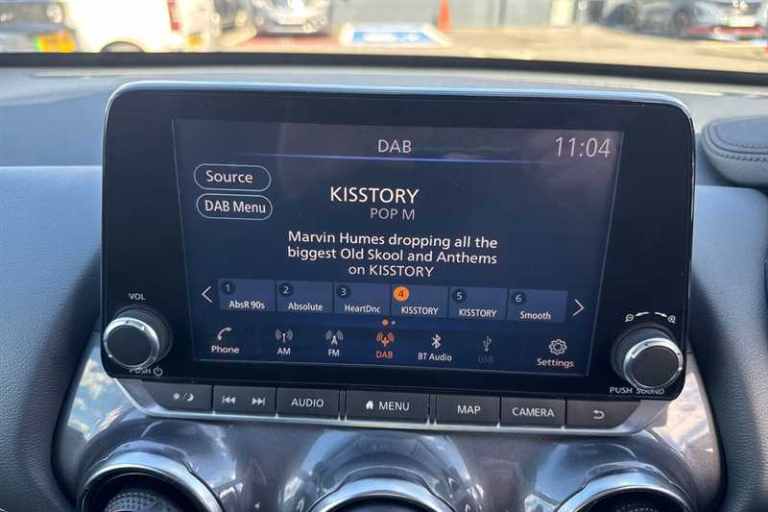 DAB
11:04
Source
KISSTORY
POP M
DAB Menu
Marvin Humes dropping all the
biggest Old Skool and Anthems
on KISSTORY
1 AbsR 90s
2 Absolute
3 HeartDnc
4 KISSTORY
5 KISSTORY
6 Smooth
Phone
AM
FM
DAB
BT Audio
USB
Settings
VOL
PUSH
PUSH SOUND
AUDIO
MENU
MAP
CAMERA